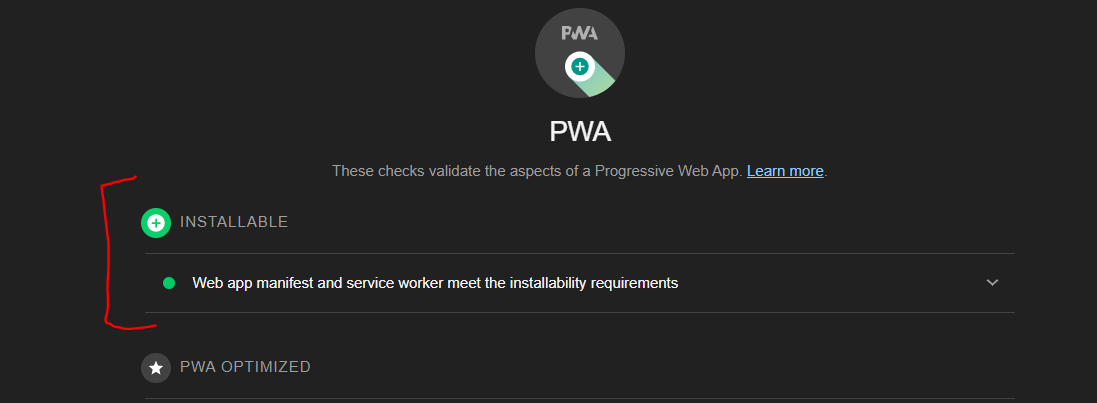 PWA
PWA
These checks validate the aspects of a Progressive Web App. Learn more.
INSTALLABLE
Web app manifest and service worker meet the installability requirements
PWA OPTIMIZED